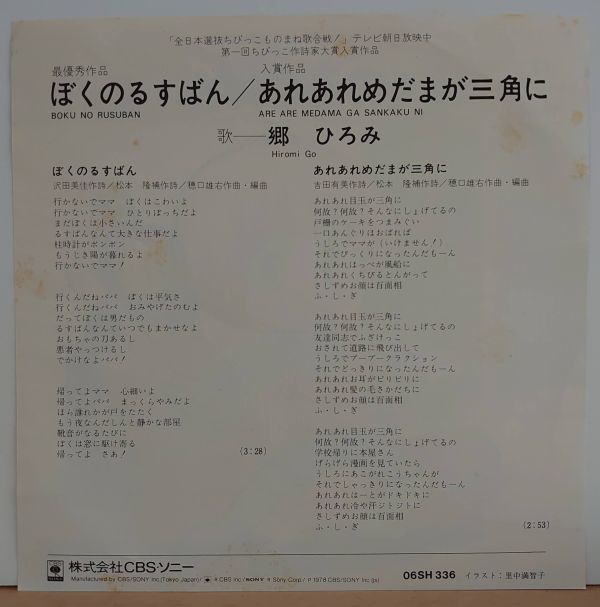 「全日本選抜ちびっこものまね歌合戦！」テレビ朝日放映中
第一回ちびっこ作詩家大賞入賞作品
最優秀作品
入賞作品
ぼくのるすばん／あれあれめだまが三角に
BOKU NO RUSUBAN
ARE ARE MEDAMA GA SANKAKU NI
歌──郷 ひろみ
Hiromi Go
ぼくのるすばん
沢田美佳作詩／松本 隆補作詩／穂口雄右作曲・編曲
行かないでママ ぼくはこわいよ
行かないでママ ひとりぼっちだよ
まだぼくは小さいんだ
るすばんなんて大きな仕事だよ
柱時計がボンボン
もうじき陽が暮れるよ
行かないでママ！
行くんだねパパ ぼくは平気さ
行くんだねパパ おみやげたのむよ
だってぼくは男だもの
るすばんなんていつでもまかせなよ
おもちゃの刀あるし
悪者やっつけるし
でかけなよパパ！
帰ってよママ 心細いよ
帰ってよパパ まっくらやみだよ
ほら誰れかが戸をたたく
もう夜なんだしんと静かな部屋
靴音がなるたびに
ぼくは窓に駆け寄る
帰ってよ さあ！
(3:28)
あれあれめだまが三角に
吉田有美作詩／松本 隆補作詩／穂口雄右作曲・編曲
あれあれ目玉が三角に
何故？何故？そんなにしょげてるの
戸棚のケーキをつまみぐい
一口あんぐりほおばれば
うしろでママが（いけません！）
それでびっくりになったんだもーん
あれあれほっぺが風船に
あれあれくちびるとんがって
さしずめお顔は百面相
ふ・し・ぎ
あれあれ目玉が三角に
何故？何故？そんなにしょげてるの
友達同志でふざけっこ
おされて道路に飛び出して
うしろでブーブークラクション
それでどっきりになったんだもーん
あれあれお耳がピリピリに
あれあれ髪の毛さかだちに
さしずめお顔は百面相
ふ・し・ぎ
あれあれ目玉が三角に
何故？何故？そんなにしょげてるの
学校帰りに本屋さん
げらげら漫画を見ていたら
うしろにあこがれこうちゃんが
それでしゃっきりになったんだもーん
あれあれはーとがドキドキに
あれあれ冷や汗ジトジトに
さしずめお顔は百面相
ふ・し・ぎ
(2:53)
株式会社CBS・ソニー
Manufactured by CBS/SONY Inc.(Tokyo Japan)/ ® CBS Inc./SONY ® Sony Corp./ ℗ 1978 CBS/SONY Inc.(js)
06SH 336 イラスト：里中満智子